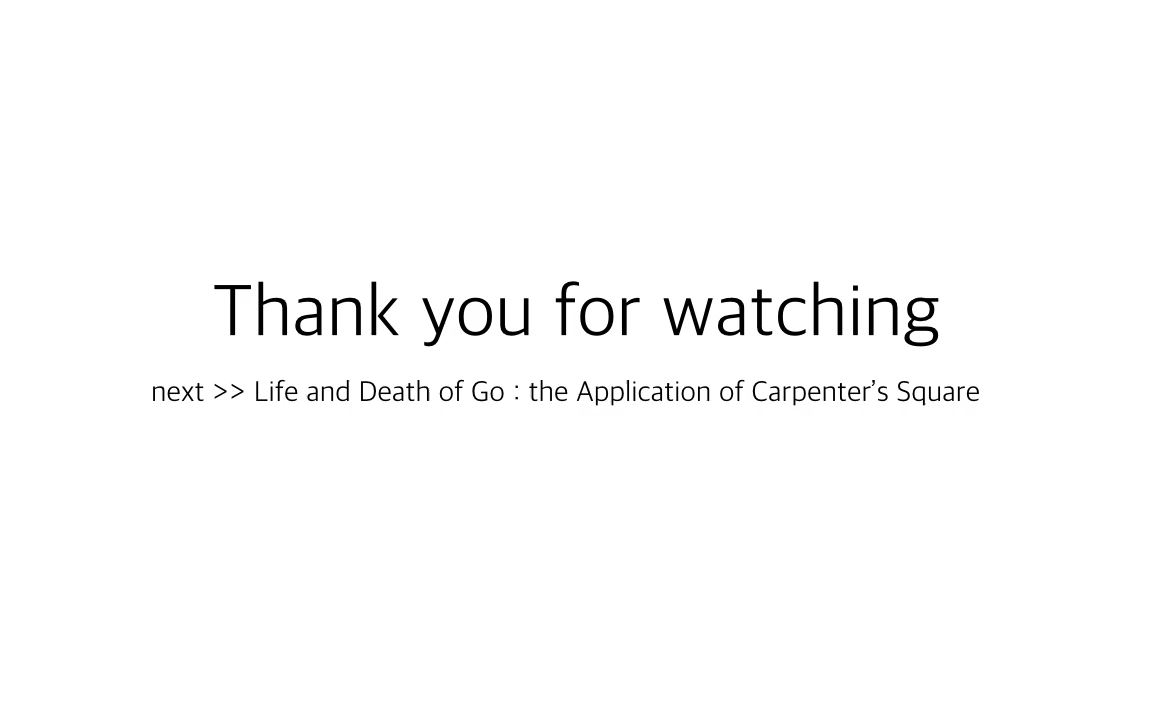 Thank you for watching
next >> Life and Death of Go : the Application of Carpenter’s Square